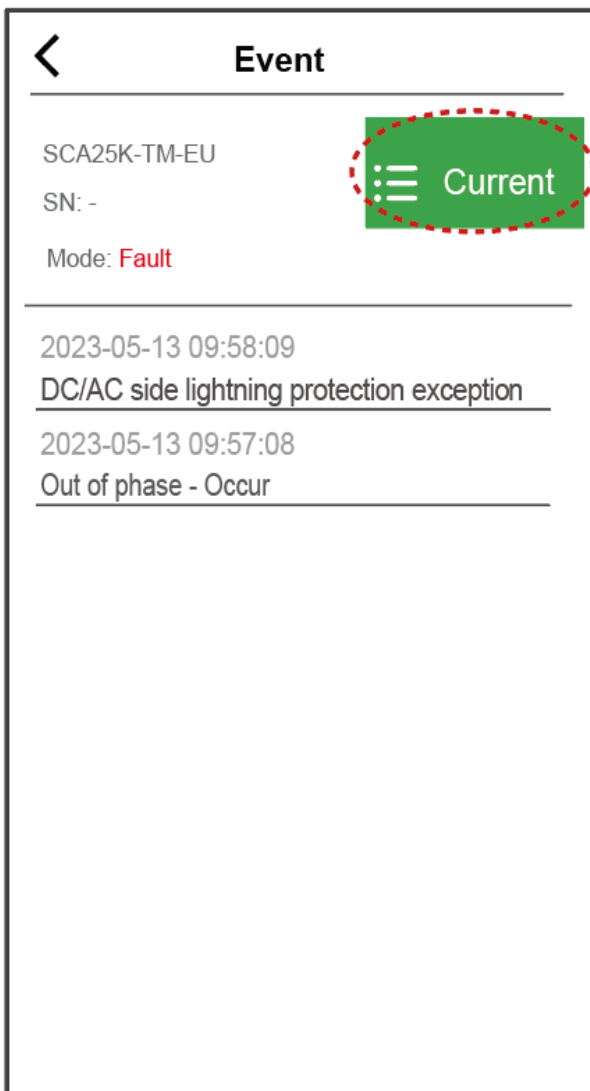 Event
SCA25K-TM-EU
Current
SN: -
Mode: Fault
2023-05-13 09:58:09
DC/AC side lightning protection exception
2023-05-13 09:57:08
Out of phase - Occur